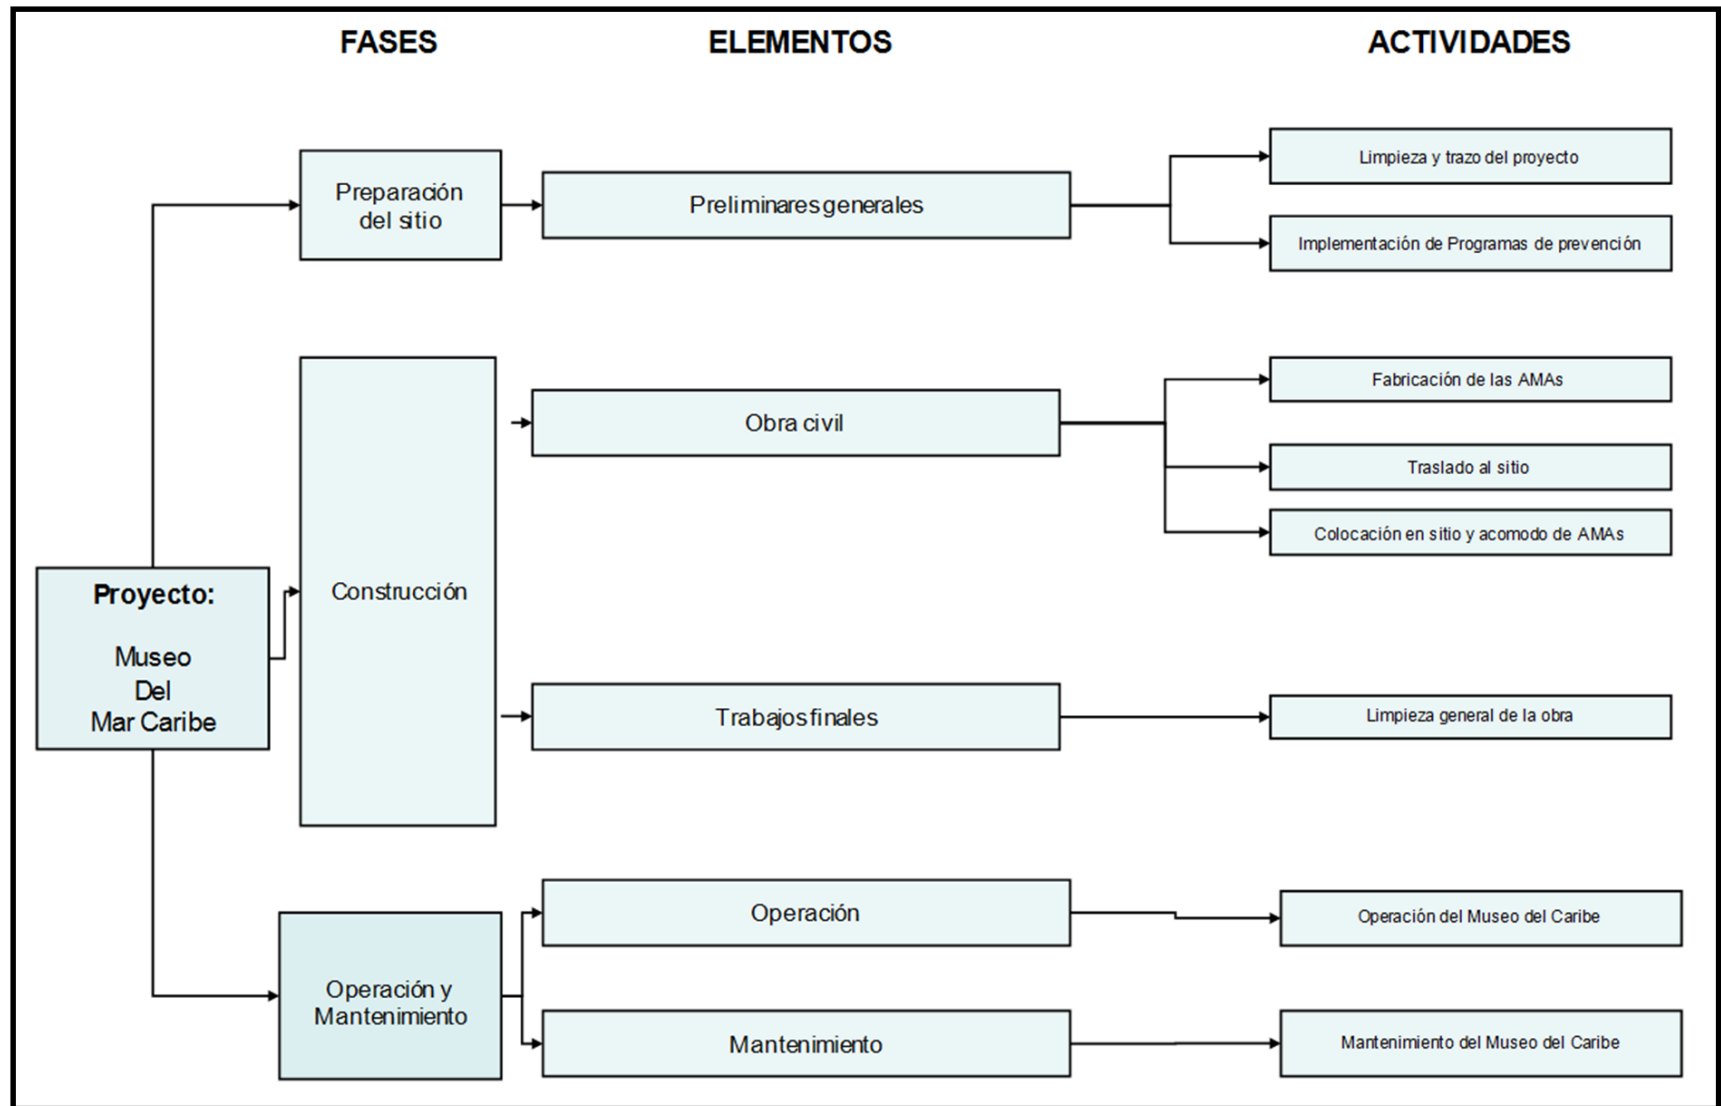 FASES
ELEMENTOS
ACTIVIDADES
Preparación
del sitio
Preliminares generales
Limpieza y trazo del proyecto
Implementación de Programas de prevención
Construcción
Obra civil
Fabricación de las AMAs
Traslado al sitio
Colocación en sitio y acomodo de AMAs
Proyecto:
Museo
Del
Mar Caribe
Trabajos finales
Limpieza general de la obra
Operación y
Mantenimiento
Operación
Operación del Museo del Caribe
Mantenimiento
Mantenimiento del Museo del Caribe